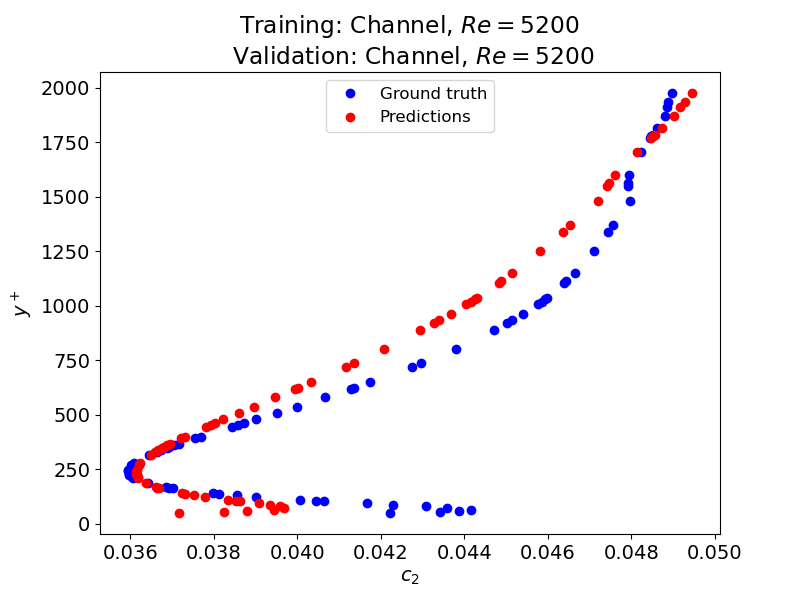 Training: Channel, Re = 5200
Validation: Channel, Re = 5200
Ground truth
Predictions
2000
1750
1500
1250
1000
750
500
250
0
y⁺
0.036 0.038 0.040 0.042 0.044 0.046 0.048 0.050
c₂